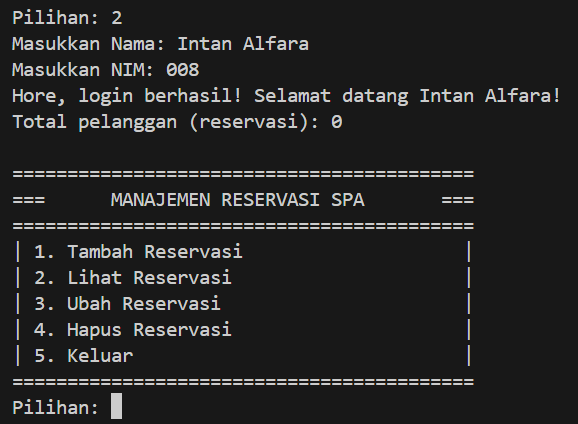 Pilihan: 2
Masukkan Nama: Intan Alfara
Masukkan NIM: 008
Hore, login berhasil! Selamat datang Intan Alfara!
Total pelanggan (reservasi): 0
==========================================
===      MANAJEMEN RESERVASI SPA       ===
==========================================
| 1. Tambah Reservasi                    |
| 2. Lihat Reservasi                     |
| 3. Ubah Reservasi                      |
| 4. Hapus Reservasi                     |
| 5. Keluar                              |
==========================================
Pilihan: